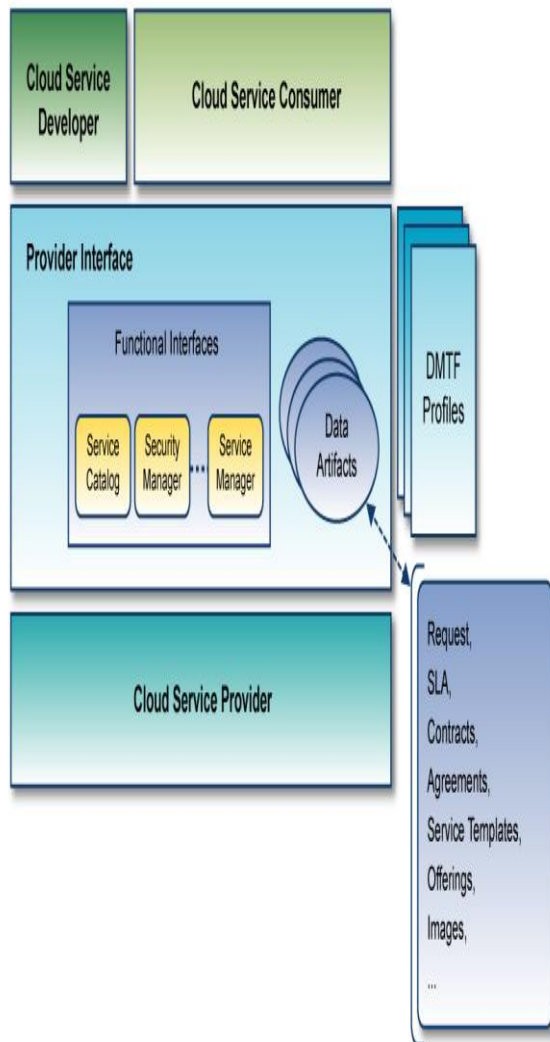 Cloud Service
Developer
Cloud Service Consumer
Provider Interface
Functional Interfaces
Service
Catalog
Security
Manager
...
Service
Manager
Data
Artifacts
DMTF
Profiles
Request,
SLA,
Contracts,
Agreements,
Service Templates,
Offerings,
Images,
...
Cloud Service Provider